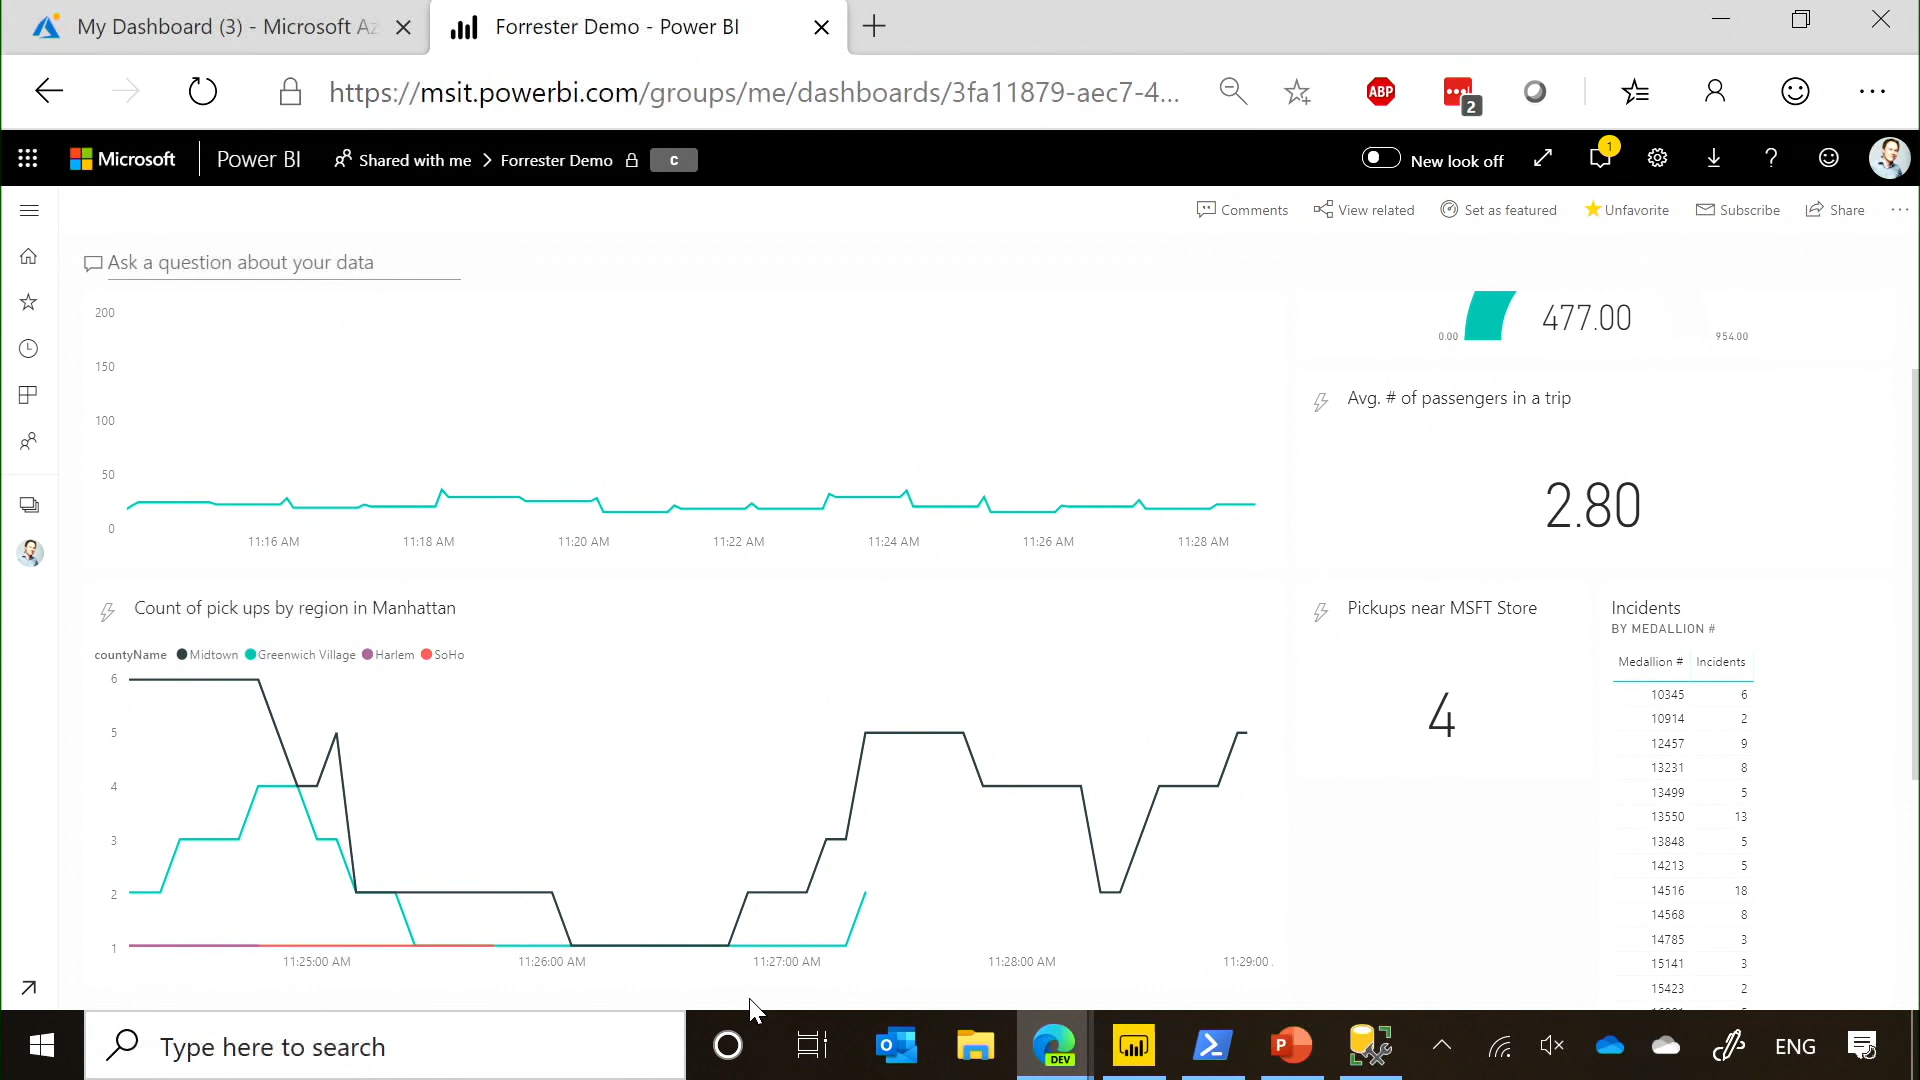 My Dashboard (3) - Microsoft Az
Forrester Demo - Power BI
https://msit.powerbi.com/groups/me/dashboards/3fa11879-aec7-4...
ABP
2
Microsoft
Power BI
Shared with me > Forrester Demo
C
New look off
1
Comments
View related
Set as featured
Unfavorite
Subscribe
Share
Ask a question about your data
200
150
100
50
0
11:16 AM 11:18 AM 11:20 AM 11:22 AM 11:24 AM 11:26 AM 11:28 AM
0.00
477.00
954.00
Avg. # of passengers in a trip
2.80
Count of pick ups by region in Manhattan
countyName Midtown Greenwich Village Harlem SoHo
6
5
4
3
2
1
11:25:00 AM 11:26:00 AM 11:27:00 AM 11:28:00 AM 11:29:00
Pickups near MSFT Store
4
Incidents
BY MEDALLION #
Medallion # Incidents
10345 6
10914 2
12457 9
13231 8
13499 5
13550 13
13848 5
14213 5
14516 18
14568 8
14785 3
15141 3
15423 2
Type here to search
DEV
ENG